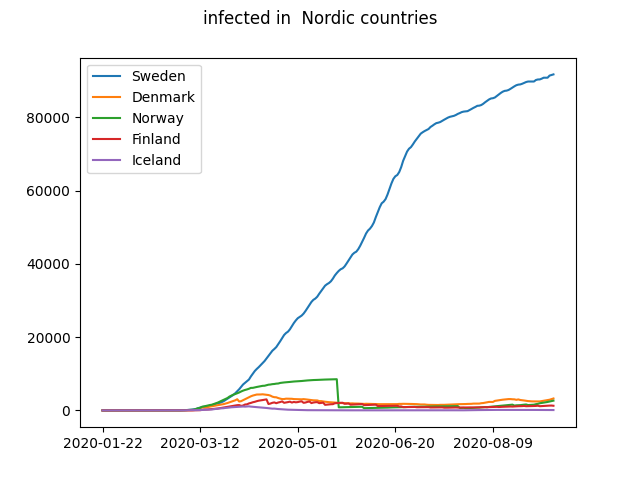 infected in  Nordic countries
Sweden
Denmark
Norway
Finland
Iceland
80000
60000
40000
20000
0
2020-01-22
2020-03-12
2020-05-01
2020-06-20
2020-08-09